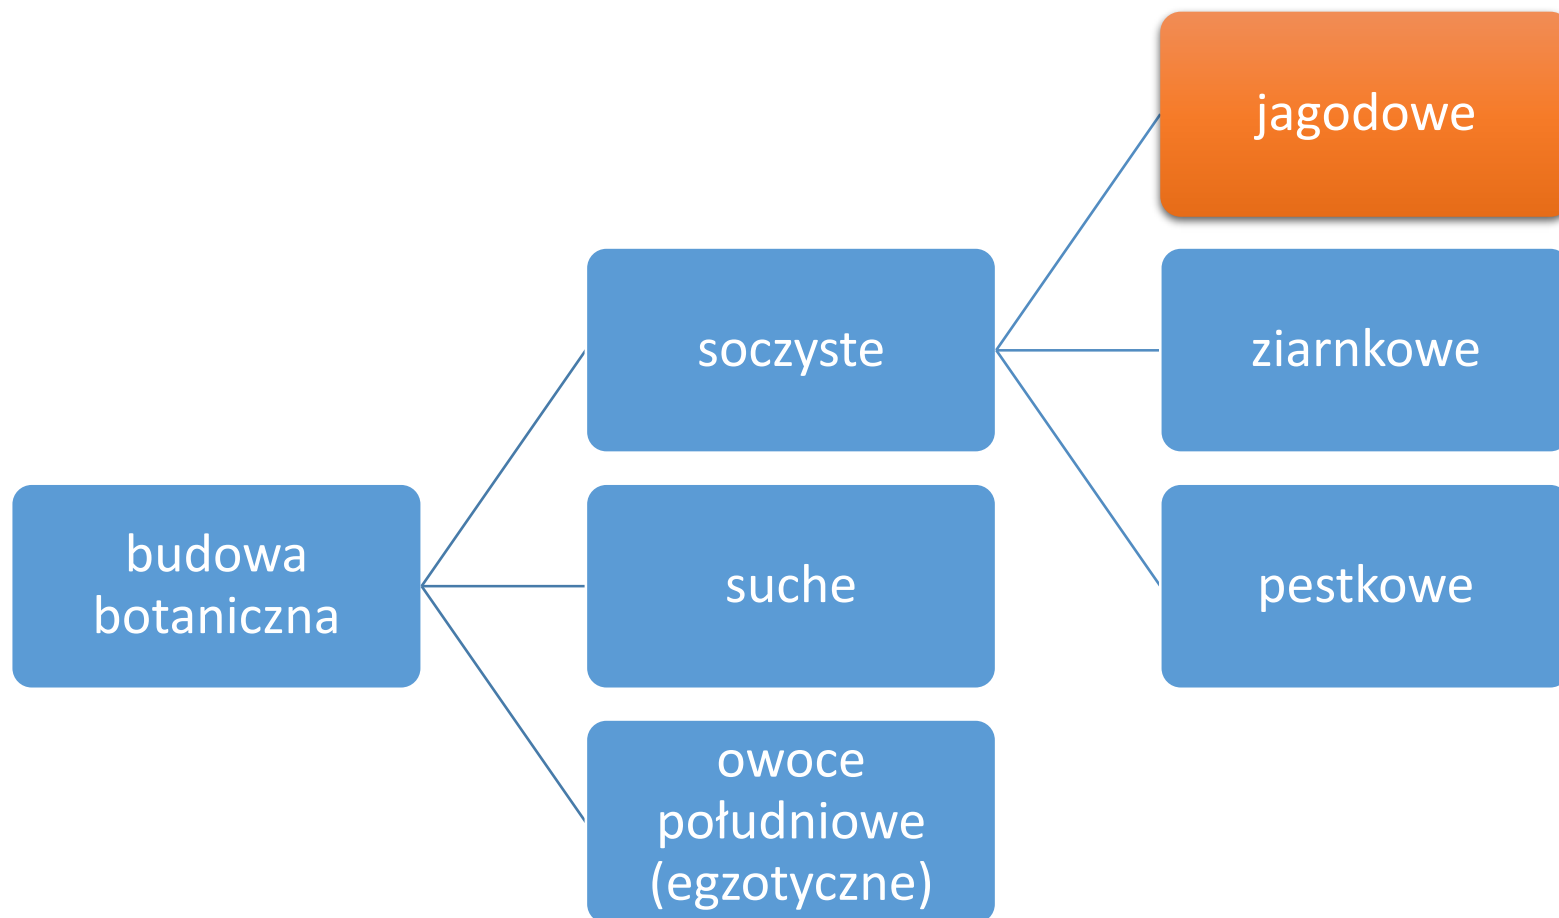 jagodowe
soczyste
ziarnkowe
budowa
botaniczna
suche
pestkowe
owoce
południowe
(egzotyczne)